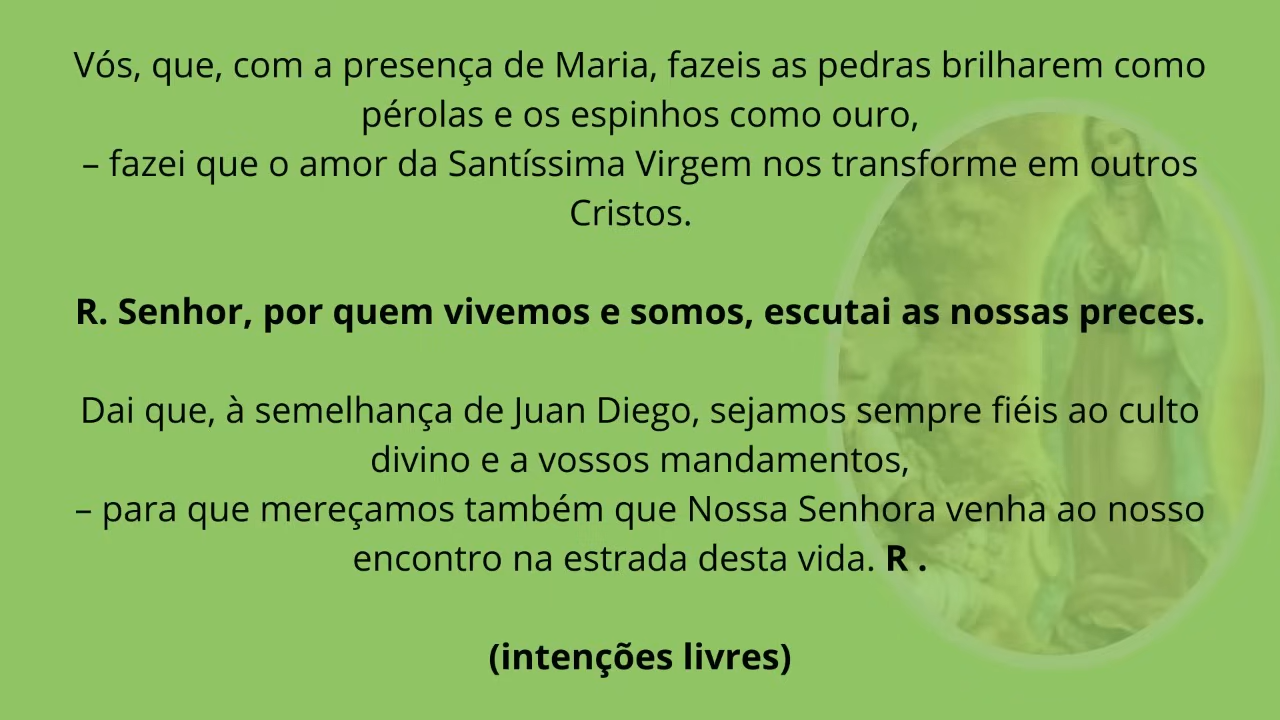 Vós, que, com a presença de Maria, fazeis as pedras brilharem como
pérolas e os espinhos como ouro,
– fazei que o amor da Santíssima Virgem nos transforme em outros
Cristos.
R. Senhor, por quem vivemos e somos, escutai as nossas preces.
Dai que, à semelhança de Juan Diego, sejamos sempre fiéis ao culto
divino e a vossos mandamentos,
– para que mereçamos também que Nossa Senhora venha ao nosso
encontro na estrada desta vida. R .
(intenções livres)